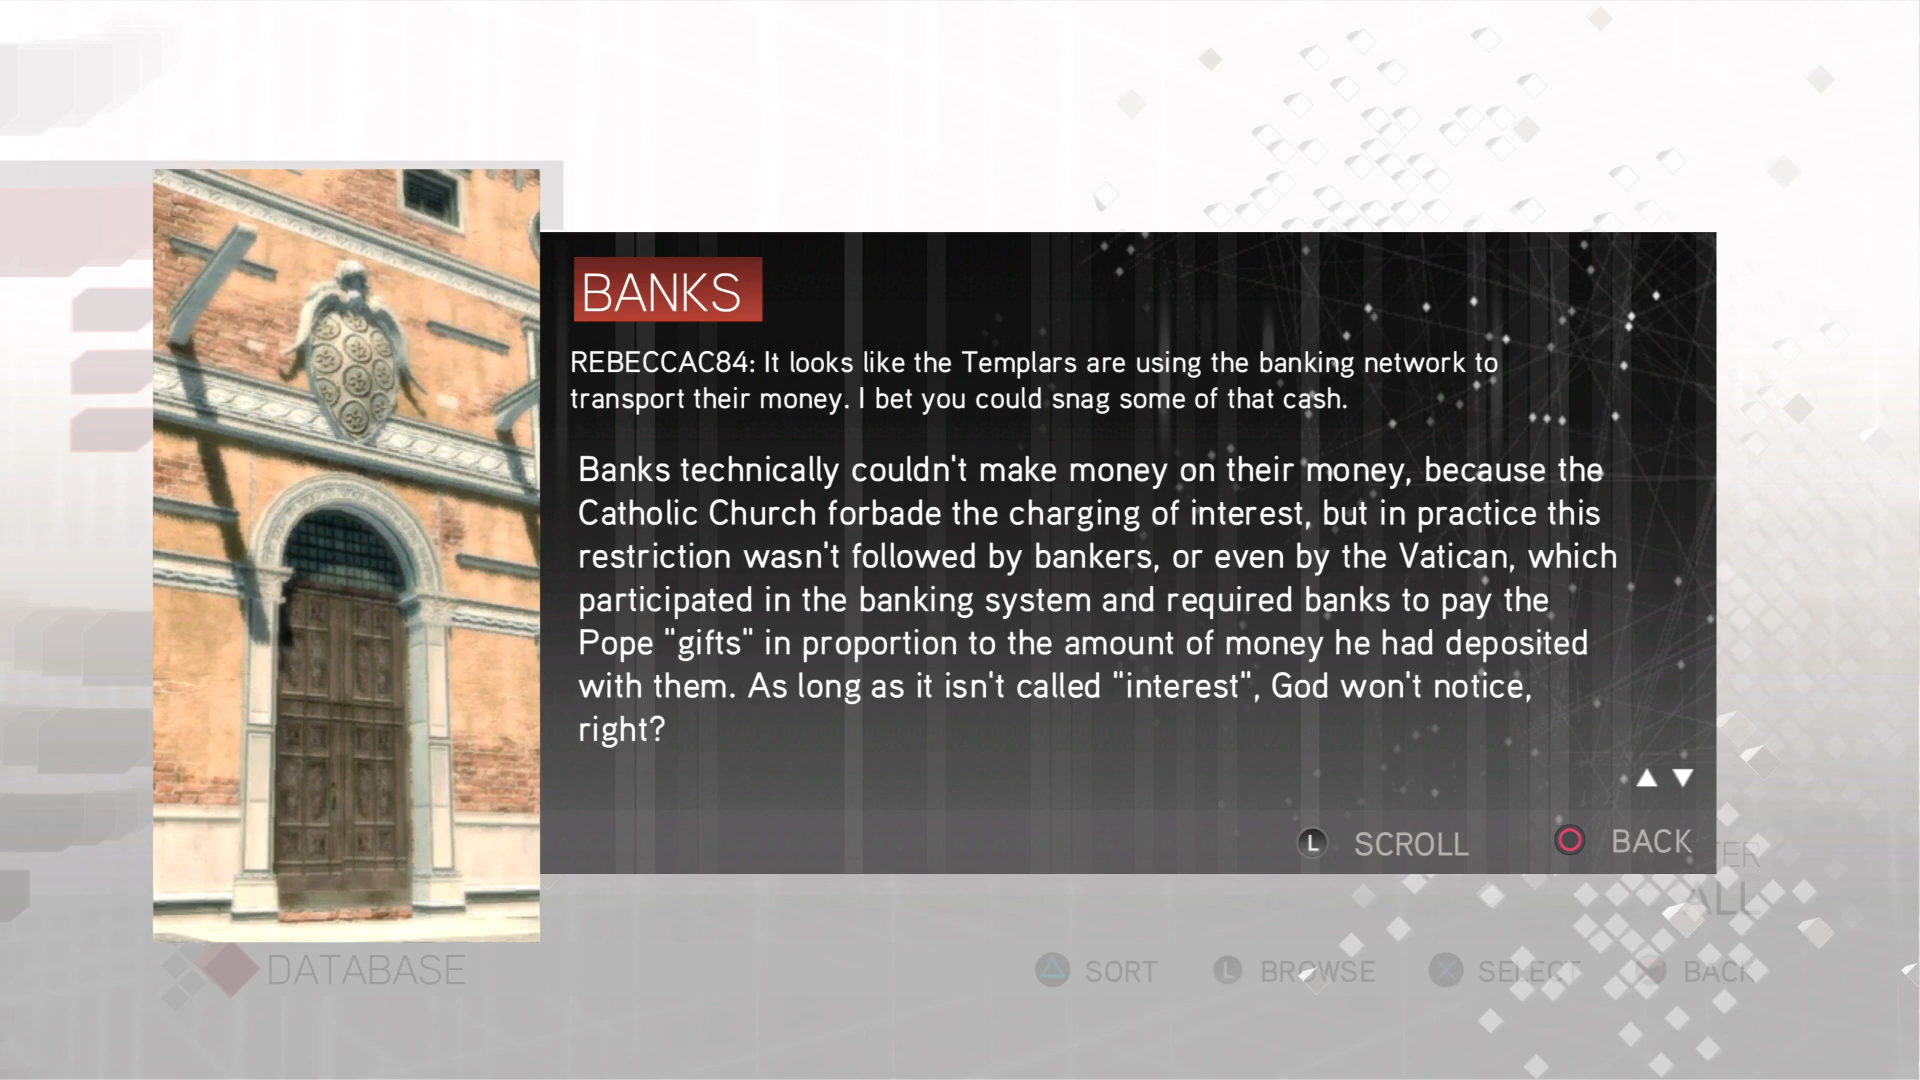 BANKS
REBECCAC84: It looks like the Templars are using the banking network to
transport their money. I bet you could snag some of that cash.
Banks technically couldn't make money on their money, because the
Catholic Church forbade the charging of interest, but in practice this
restriction wasn't followed by bankers, or even by the Vatican, which
participated in the banking system and required banks to pay the
Pope "gifts" in proportion to the amount of money he had deposited
with them. As long as it isn't called "interest", God won't notice,
right?
L SCROLL BACK
ALL
DATABASE
SORT L BROWSE SELECT BACK